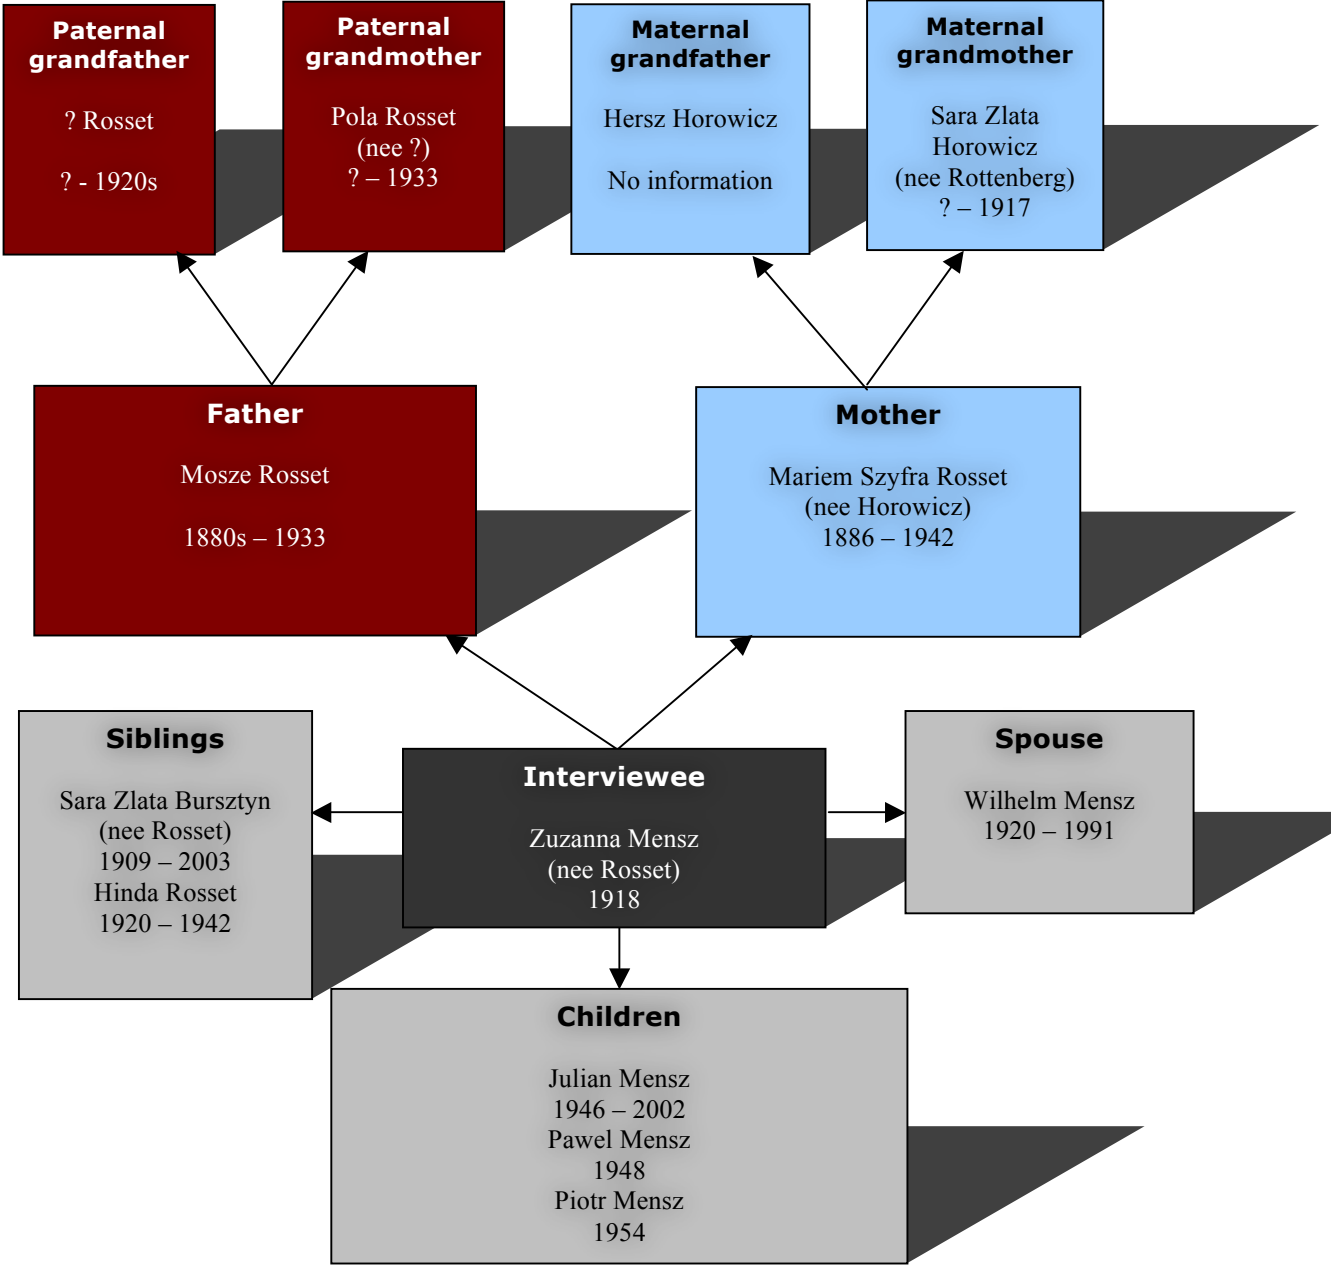 Paternal
grandfather
? Rosset
? - 1920s
Paternal
grandmother
Pola Rosset
(nee ?)
? – 1933
Maternal
grandfather
Hersz Horowicz
No information
Maternal
grandmother
Sara Zlata
Horowicz
(nee Rottenberg)
? – 1917
Father
Mosze Rosset
1880s – 1933
Mother
Mariem Szyfra Rosset
(nee Horowicz)
1886 – 1942
Siblings
Sara Zlata Bursztyn
(nee Rosset)
1909 – 2003
Hinda Rosset
1920 – 1942
Interviewee
Zuzanna Mensz
(nee Rosset)
1918
Spouse
Wilhelm Mensz
1920 – 1991
Children
Julian Mensz
1946 – 2002
Pawel Mensz
1948
Piotr Mensz
1954